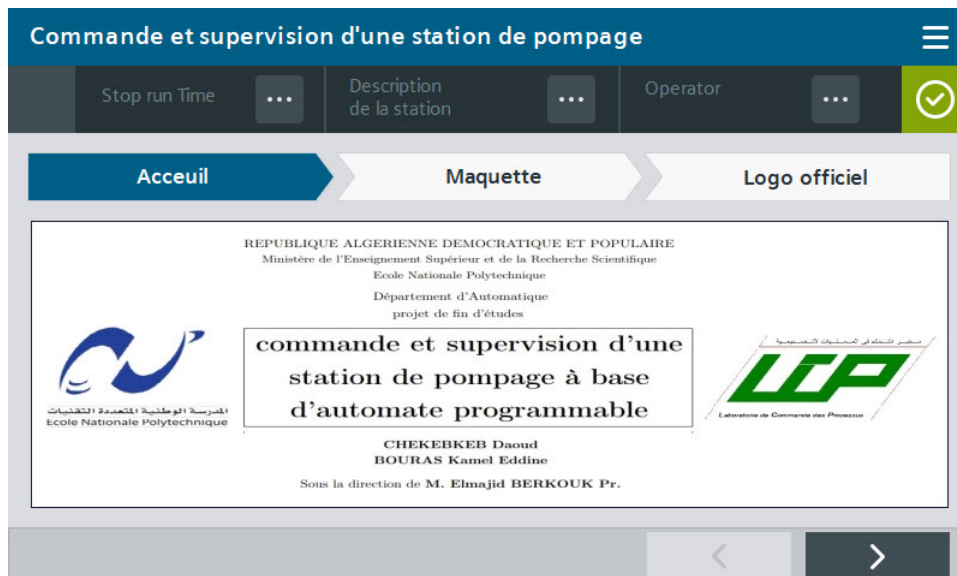 Commande et supervision d'une station de pompage
Stop run Time
...
Description
de la station
...
Operator
...
Acceuil
Maquette
Logo officiel
REPUBLIQUE ALGERIENNE DEMOCRATIQUE ET POPULAIRE
Ministère de l'Enseignement Supérieur et de la Recherche Scientifique
Ecole Nationale Polytechnique
Département d'Automatique
projet de fin d'études
commande et supervision d'une
station de pompage à base
d'automate programmable
المدرسة الوطنية المتعددة التقنيات
Ecole Nationale Polytechnique
LCP
Laboratoire de Commande des Processus
CHEKEBKEB Daoud
BOURAS Kamel Eddine
Sous la direction de M. Elmajid BERKOUK Pr.